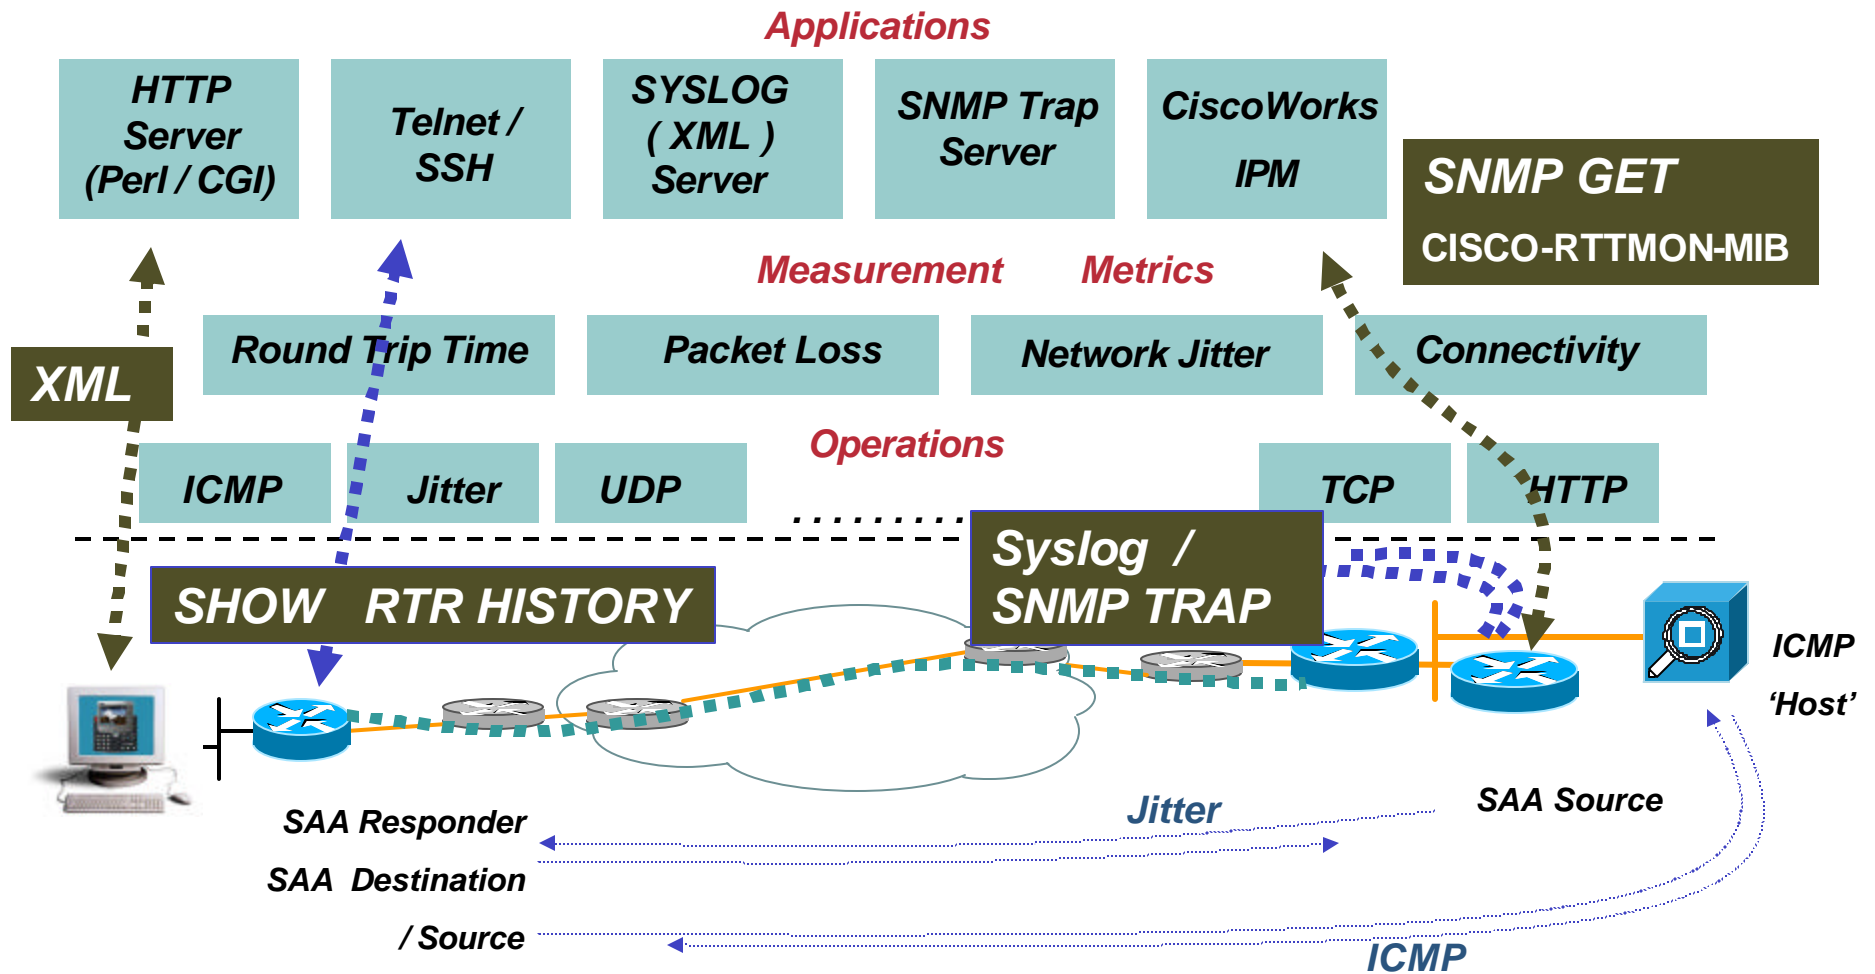 Applications
HTTP
Server
(Perl / CGI)
Telnet /
SSH
SYSLOG
( XML )
Server
SNMP Trap
Server
CiscoWorks
IPM
SNMP GET
CISCO-RTTMON-MIB
Measurement Metrics
XML
Round Trip Time
Packet Loss
Network Jitter
Connectivity
Operations
ICMP
Jitter
UDP
. . . . . . . . .
TCP
HTTP
SHOW RTR HISTORY
Syslog /
SNMP TRAP
ICMP
‘Host’
SAA Responder
SAA Destination
/ Source
Jitter
SAA Source
ICMP